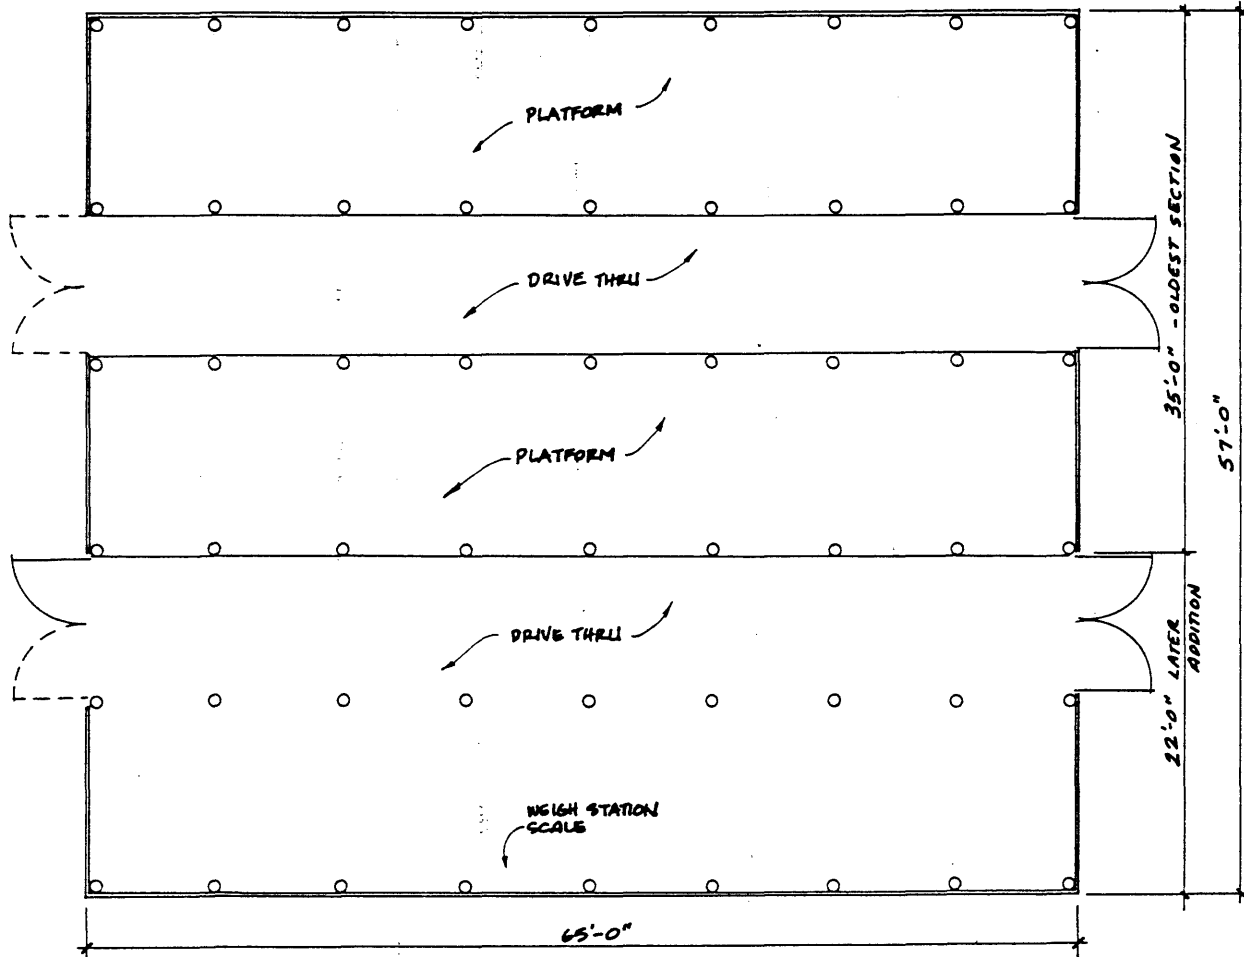 PLATFORM
DRIVE THRU
PLATFORM
DRIVE THRU
WEIGH STATION
SCALE
35'-0" - OLDEST SECTION
22'-0" LATER
ADDITION
57'-0"
65'-0"